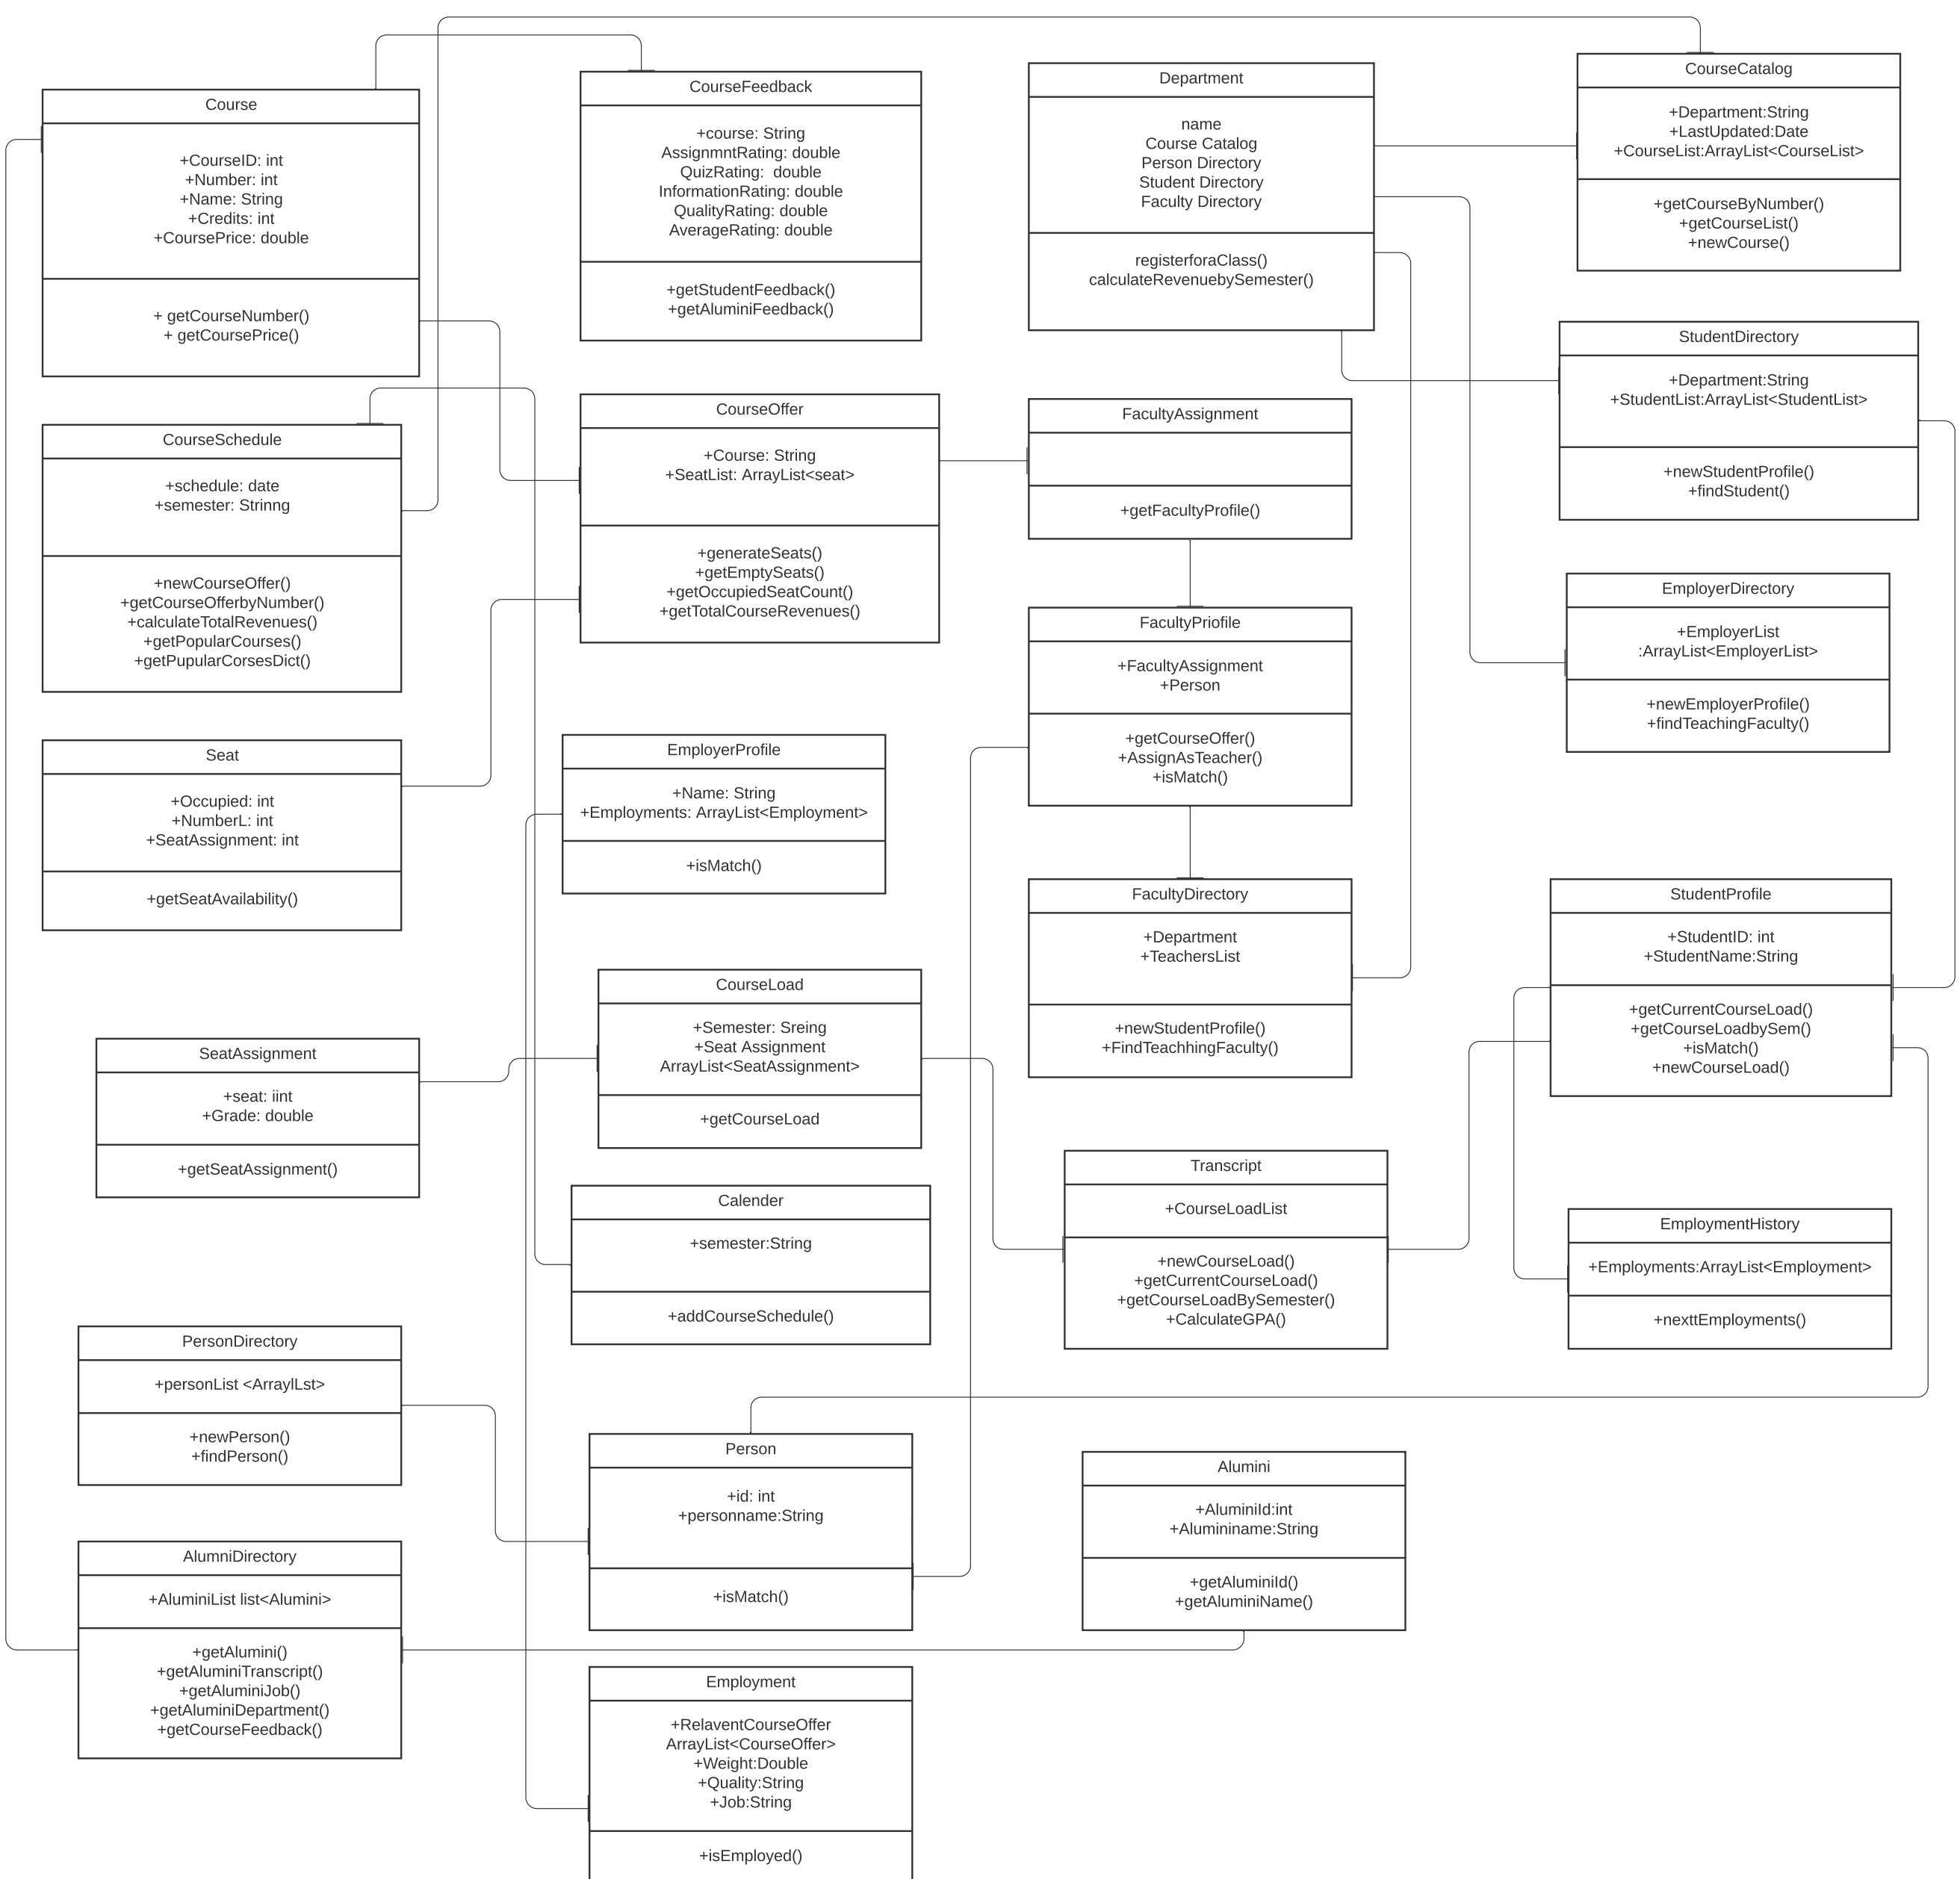 Course
+CourseID: int
+Number: int
+Name: String
+Credits: int
+CoursePrice: double
+ getCourseNumber()
+ getCoursePrice()
CourseFeedback
+course: String
AssignmntRating: double
QuizRating:  double
InformationRating: double
QualityRating: double
AverageRating: double
+getStudentFeedback()
+getAluminiFeedback()
Department
name
Course Catalog
Person Directory
Student Directory
Faculty Directory
registerforaClass()
calculateRevenuebySemester()
CourseCatalog
+Department:String
+LastUpdated:Date
+CourseList:ArrayList<CourseList>
+getCourseByNumber()
+getCourseList()
+newCourse()
StudentDirectory
+Department:String
+StudentList:ArrayList<StudentList>
+newStudentProfile()
+findStudent()
CourseSchedule
+schedule: date
+semester: Strinng
+newCourseOffer()
+getCourseOfferbyNumber()
+calculateTotalRevenues()
+getPopularCourses()
+getPupularCorsesDict()
CourseOffer
+Course: String
+SeatList: ArrayList<seat>
+generateSeats()
+getEmptySeats()
+getOccupiedSeatCount()
+getTotalCourseRevenues()
FacultyAssignment
+getFacultyProfile()
FacultyPriofile
+FacultyAssignment
+Person
+getCourseOffer()
+AssignAsTeacher()
+isMatch()
EmployerDirectory
+EmployerList
:ArrayList<EmployerList>
+newEmployerProfile()
+findTeachingFaculty()
Seat
+Occupied: int
+NumberL: int
+SeatAssignment: int
+getSeatAvailability()
EmployerProfile
+Name: String
+Employments: ArrayList<Employment>
+isMatch()
FacultyDirectory
+Department
+TeachersList
+newStudentProfile()
+FindTeachhingFaculty()
StudentProfile
+StudentID: int
+StudentName:String
+getCurrentCourseLoad()
+getCourseLoadbySem()
+isMatch()
+newCourseLoad()
SeatAssignment
+seat: iint
+Grade: double
+getSeatAssignment()
CourseLoad
+Semester: Sreing
+Seat Assignment
ArrayList<SeatAssignment>
+getCourseLoad
Calender
+semester:String
+addCourseSchedule()
Transcript
+CourseLoadList
+newCourseLoad()
+getCurrentCourseLoad()
+getCourseLoadBySemester()
+CalculateGPA()
EmploymentHistory
+Employments:ArrayList<Employment>
+nexttEmployments()
PersonDirectory
+personList <ArraylLst>
+newPerson()
+findPerson()
Person
+id: int
+personname:String
+isMatch()
Alumini
+AluminiId:int
+Alumininame:String
+getAluminiId()
+getAluminiName()
AlumniDirectory
+AluminiList list<Alumini>
+getAlumini()
+getAluminiTranscript()
+getAluminiJob()
+getAluminiDepartment()
+getCourseFeedback()
Employment
+RelaventCourseOffer
ArrayList<CourseOffer>
+Weight:Double
+Quality:String
+Job:String
+isEmployed()